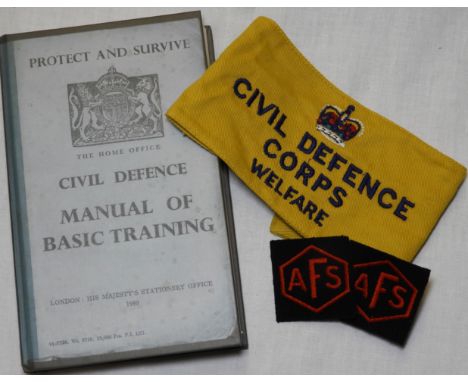 PROTECT AND SURVIVE
THE HOME OFFICE
CIVIL DEFENCE
MANUAL OF
BASIC TRAINING
LONDON: HIS MAJESTY'S STATIONERY OFFICE
1949
CIVIL DEFENCE
CORPS
WELFARE
AFS
AFS